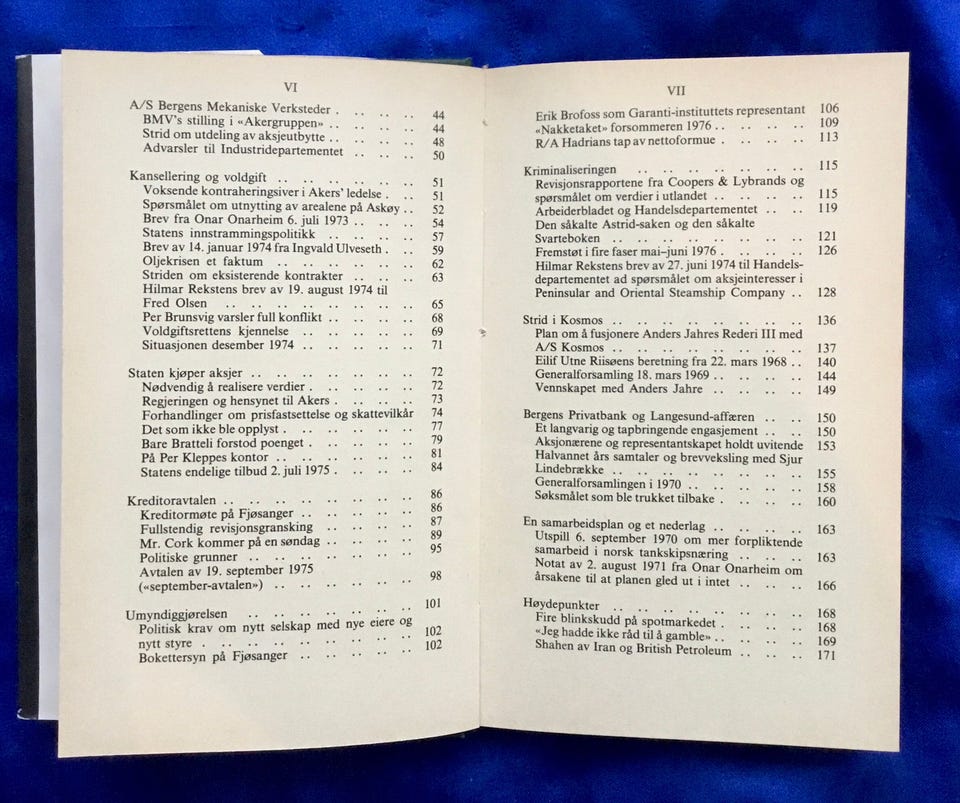 VI
A/S Bergens Mekaniske Verksteder . .. .. .. .. 44
BMV's stilling i «Akergruppen» .. .. .. .. 44
Strid om utdeling av aksjeutbytte .. .. .. .. 48
Advarsler til Industridepartementet .. .. .. .. 50
Kansellering og voldgift .. .. .. .. .. .. .. 51
Voksende kontraheringsiver i Akers' ledelse . .. .. 51
Spørsmålet om utnytting av arealene på Askøy .. .. 52
Brev fra Onar Onarheim 6. juli 1973 .. .. .. .. 54
Statens innstrammingspolitikk .. .. .. .. .. 57
Brev av 14. januar 1974 fra Ingvald Ulveseth . .. .. 59
Oljekrisen et faktum .. .. .. .. .. .. .. 62
Striden om eksisterende kontrakter .. .. .. .. 63
Hilmar Rekstens brev av 19. august 1974 til
Fred Olsen .. .. .. .. .. .. .. .. .. 65
Per Brunsvig varsler full konflikt .. .. .. .. .. 68
Voldgiftsrettens kjennelse .. .. .. .. .. .. 69
Situasjonen desember 1974 .. .. .. .. .. .. 71
Staten kjøper aksjer .. .. .. .. .. .. .. .. 72
Nødvendig å realisere verdier . .. .. .. .. .. 72
Regjeringen og hensynet til Akers . .. .. .. .. 73
Forhandlinger om prisfastsettelse og skattevilkår 74
Det som ikke ble opplyst . .. .. .. .. .. .. 77
Bare Bratteli forstod poenget . .. .. .. .. .. 79
På Per Kleppes kontor .. .. .. .. .. .. .. 81
Statens endelige tilbud 2. juli 1975 . .. .. .. .. 84
Kreditoravtalen .. .. .. .. .. .. .. .. .. 86
Kreditormøte på Fjøsanger .. .. .. .. .. .. 86
Fullstendig revisjonsgransking .. .. .. .. .. 87
Mr. Cork kommer på en søndag .. .. .. .. .. 89
Politiske grunner .. .. .. .. .. .. .. .. 95
Avtalen av 19. september 1975
(«september-avtalen») .. .. .. .. .. .. .. 98
Umyndiggjørelsen .. .. .. .. .. .. .. .. 101
Politisk krav om nytt selskap med nye eiere og
nytt styre . .. .. .. .. .. .. .. .. .. 102
Bokettersyn på Fjøsanger .. .. .. .. .. .. 102
VII
Erik Brofoss som Garanti-instituttets representant 106
«Nakketaket» forsommeren 1976 .. .. .. .. .. 109
R/A Hadrians tap av nettoformue . .. .. .. .. 113
Kriminaliseringen .. .. .. .. .. .. .. .. 115
Revisjonsrapportene fra Coopers & Lybrands og
spørsmålet om verdier i utlandet .. .. .. .. .. 115
Arbeiderbladet og Handelsdepartementet .. .. .. 119
Den såkalte Astrid-saken og den såkalte
Svarteboken .. .. .. .. .. .. .. .. .. 121
Fremstøt i fire faser mai–juni 1976 . .. .. .. .. 126
Hilmar Rekstens brev av 27. juni 1974 til Handels-
departementet ad spørsmålet om aksjeinteresser i
Peninsular and Oriental Steamship Company .. .. 128
Strid i Kosmos .. .. .. .. .. .. .. .. .. 136
Plan om å fusjonere Anders Jahres Rederi III med
A/S Kosmos .. .. .. .. .. .. .. .. .. 137
Eilif Utne Riisøens beretning fra 22. mars 1968 .. .. 140
Generalforsamling 18. mars 1969 .. .. .. .. .. 144
Vennskapet med Anders Jahre .. .. .. .. .. 149
Bergens Privatbank og Langesund-affæren .. .. .. 150
Et langvarig og tapbringende engasjement .. .. .. 150
Aksjonærene og representantskapet holdt uvitende 153
Halvannet års samtaler og brevveksling med Sjur
Lindebrække .. .. .. .. .. .. .. .. .. 155
Generalforsamlingen i 1970 .. .. .. .. .. .. 158
Søksmålet som ble trukket tilbake . .. .. .. .. 160
En samarbeidsplan og et nederlag .. .. .. .. .. 163
Utspill 6. september 1970 om mer forpliktende
samarbeid i norsk tankskipsnæring .. .. .. .. 163
Notat av 2. august 1971 fra Onar Onarheim om
årsakene til at planen gled ut i intet .. .. .. .. 166
Høydepunkter .. .. .. .. .. .. .. .. .. 168
Fire blinkskudd på spotmarkedet . .. .. .. .. 168
«Jeg hadde ikke råd til å gamble» .. .. .. .. .. 169
Shahen av Iran og British Petroleum .. .. .. .. 171